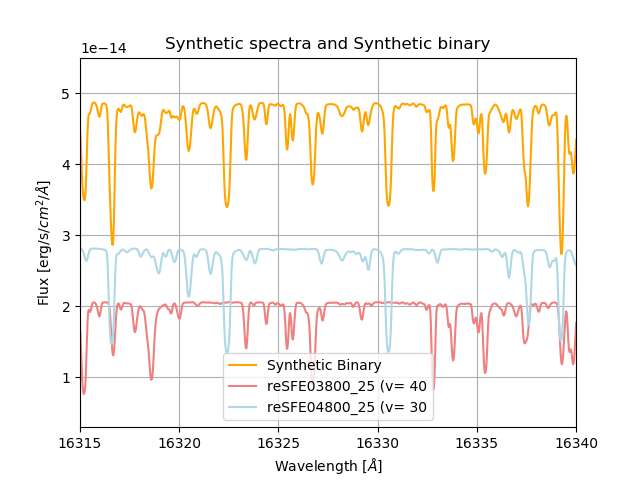 Synthetic spectra and Synthetic binary
1e−14
5
4
3
2
1
Flux [erg/s/cm²/Å]
Synthetic Binary
reSFE03800_25 (v= 40
reSFE04800_25 (v= 30
16315 16320 16325 16330 16335 16340
Wavelength [Å]